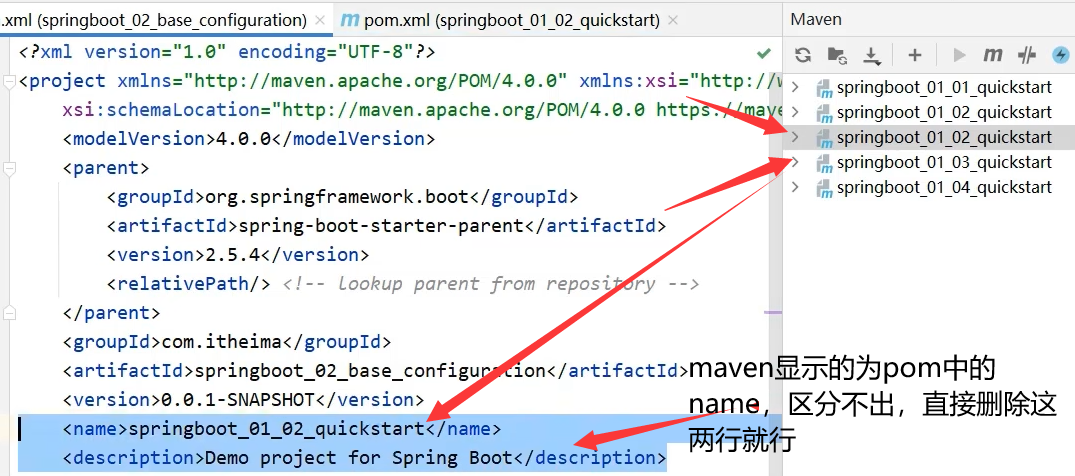 .xml (springboot_02_base_configuration) × m pom.xml (springboot_01_02_quickstart) ×
<?xml version="1.0" encoding="UTF-8"?>
<project xmlns="http://maven.apache.org/POM/4.0.0" xmlns:xsi="http://w
xsi:schemaLocation="http://maven.apache.org/POM/4.0.0 https://mave
<modelVersion>4.0.0</modelVersion>
<parent>
<groupId>org.springframework.boot</groupId>
<artifactId>spring-boot-starter-parent</artifactId>
<version>2.5.4</version>
<relativePath/> <!-- lookup parent from repository -->
</parent>
<groupId>com.itheima</groupId>
<artifactId>springboot_02_base_configuration</artifactId>
<version>0.0.1-SNAPSHOT</version>
<name>springboot_01_02_quickstart</name>
<description>Demo project for Spring Boot</description>
Maven
springboot_01_01_quickstart
springboot_01_02_quickstart
springboot_01_02_quickstart
springboot_01_03_quickstart
springboot_01_04_quickstart
maven显示的为pom中的
name，区分不出，直接删除这
两行就行